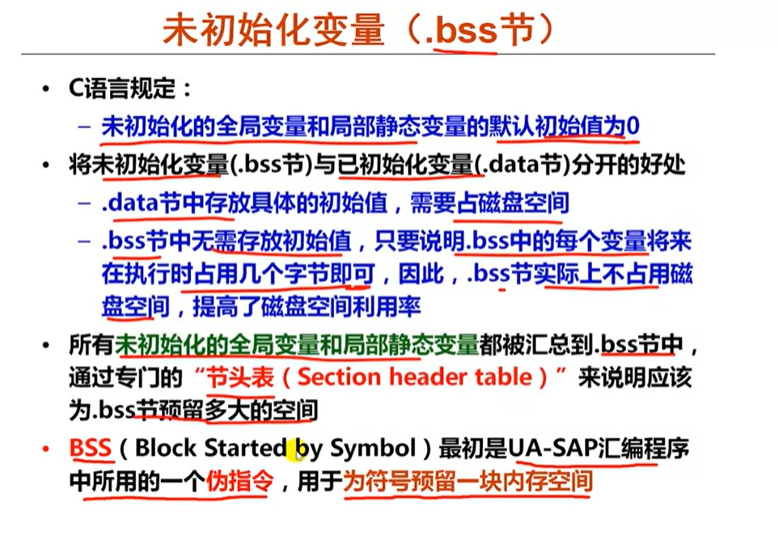 未初始化变量（.bss节）
• C语言规定：
– 未初始化的全局变量和局部静态变量的默认初始值为0
• 将未初始化变量(.bss节)与已初始化变量(.data节)分开的好处
– .data节中存放具体的初始值，需要占磁盘空间
– .bss节中无需存放初始值，只要说明.bss中的每个变量将来
在执行时占用几个字节即可，因此，.bss节实际上不占用磁
盘空间，提高了磁盘空间利用率
• 所有未初始化的全局变量和局部静态变量都被汇总到.bss节中，
通过专门的“节头表（Section header table）”来说明应该
为.bss节预留多大的空间
• BSS（Block Started by Symbol）最初是UA-SAP汇编程序
中所用的一个伪指令，用于为符号预留一块内存空间